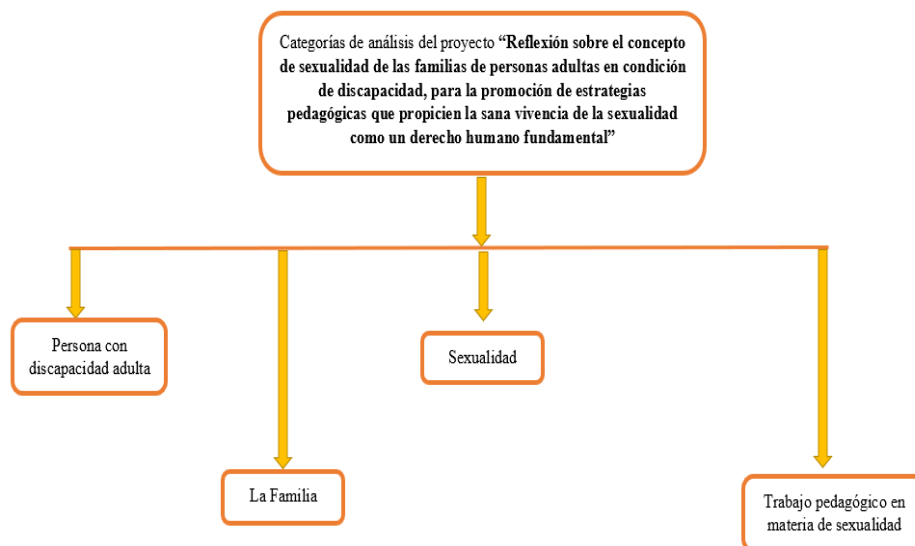 Categorías de análisis del proyecto “Reflexión sobre el concepto
de sexualidad de las familias de personas adultas en condición
de discapacidad, para la promoción de estrategias
pedagógicas que propicien la sana vivencia de la sexualidad
como un derecho humano fundamental”
Persona con
discapacidad adulta
Sexualidad
La Familia
Trabajo pedagógico en
materia de sexualidad